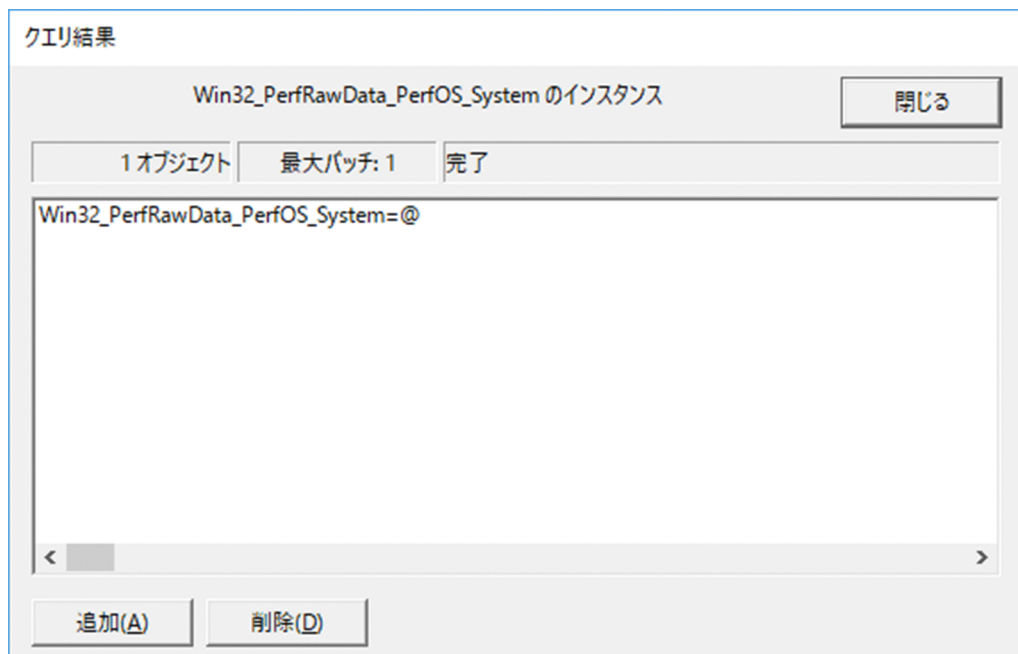 クエリ結果
Win32_PerfRawData_PerfOS_System のインスタンス
閉じる
1 オブジェクト
最大バッチ: 1
完了
Win32_PerfRawData_PerfOS_System=@
追加(A)
削除(D)